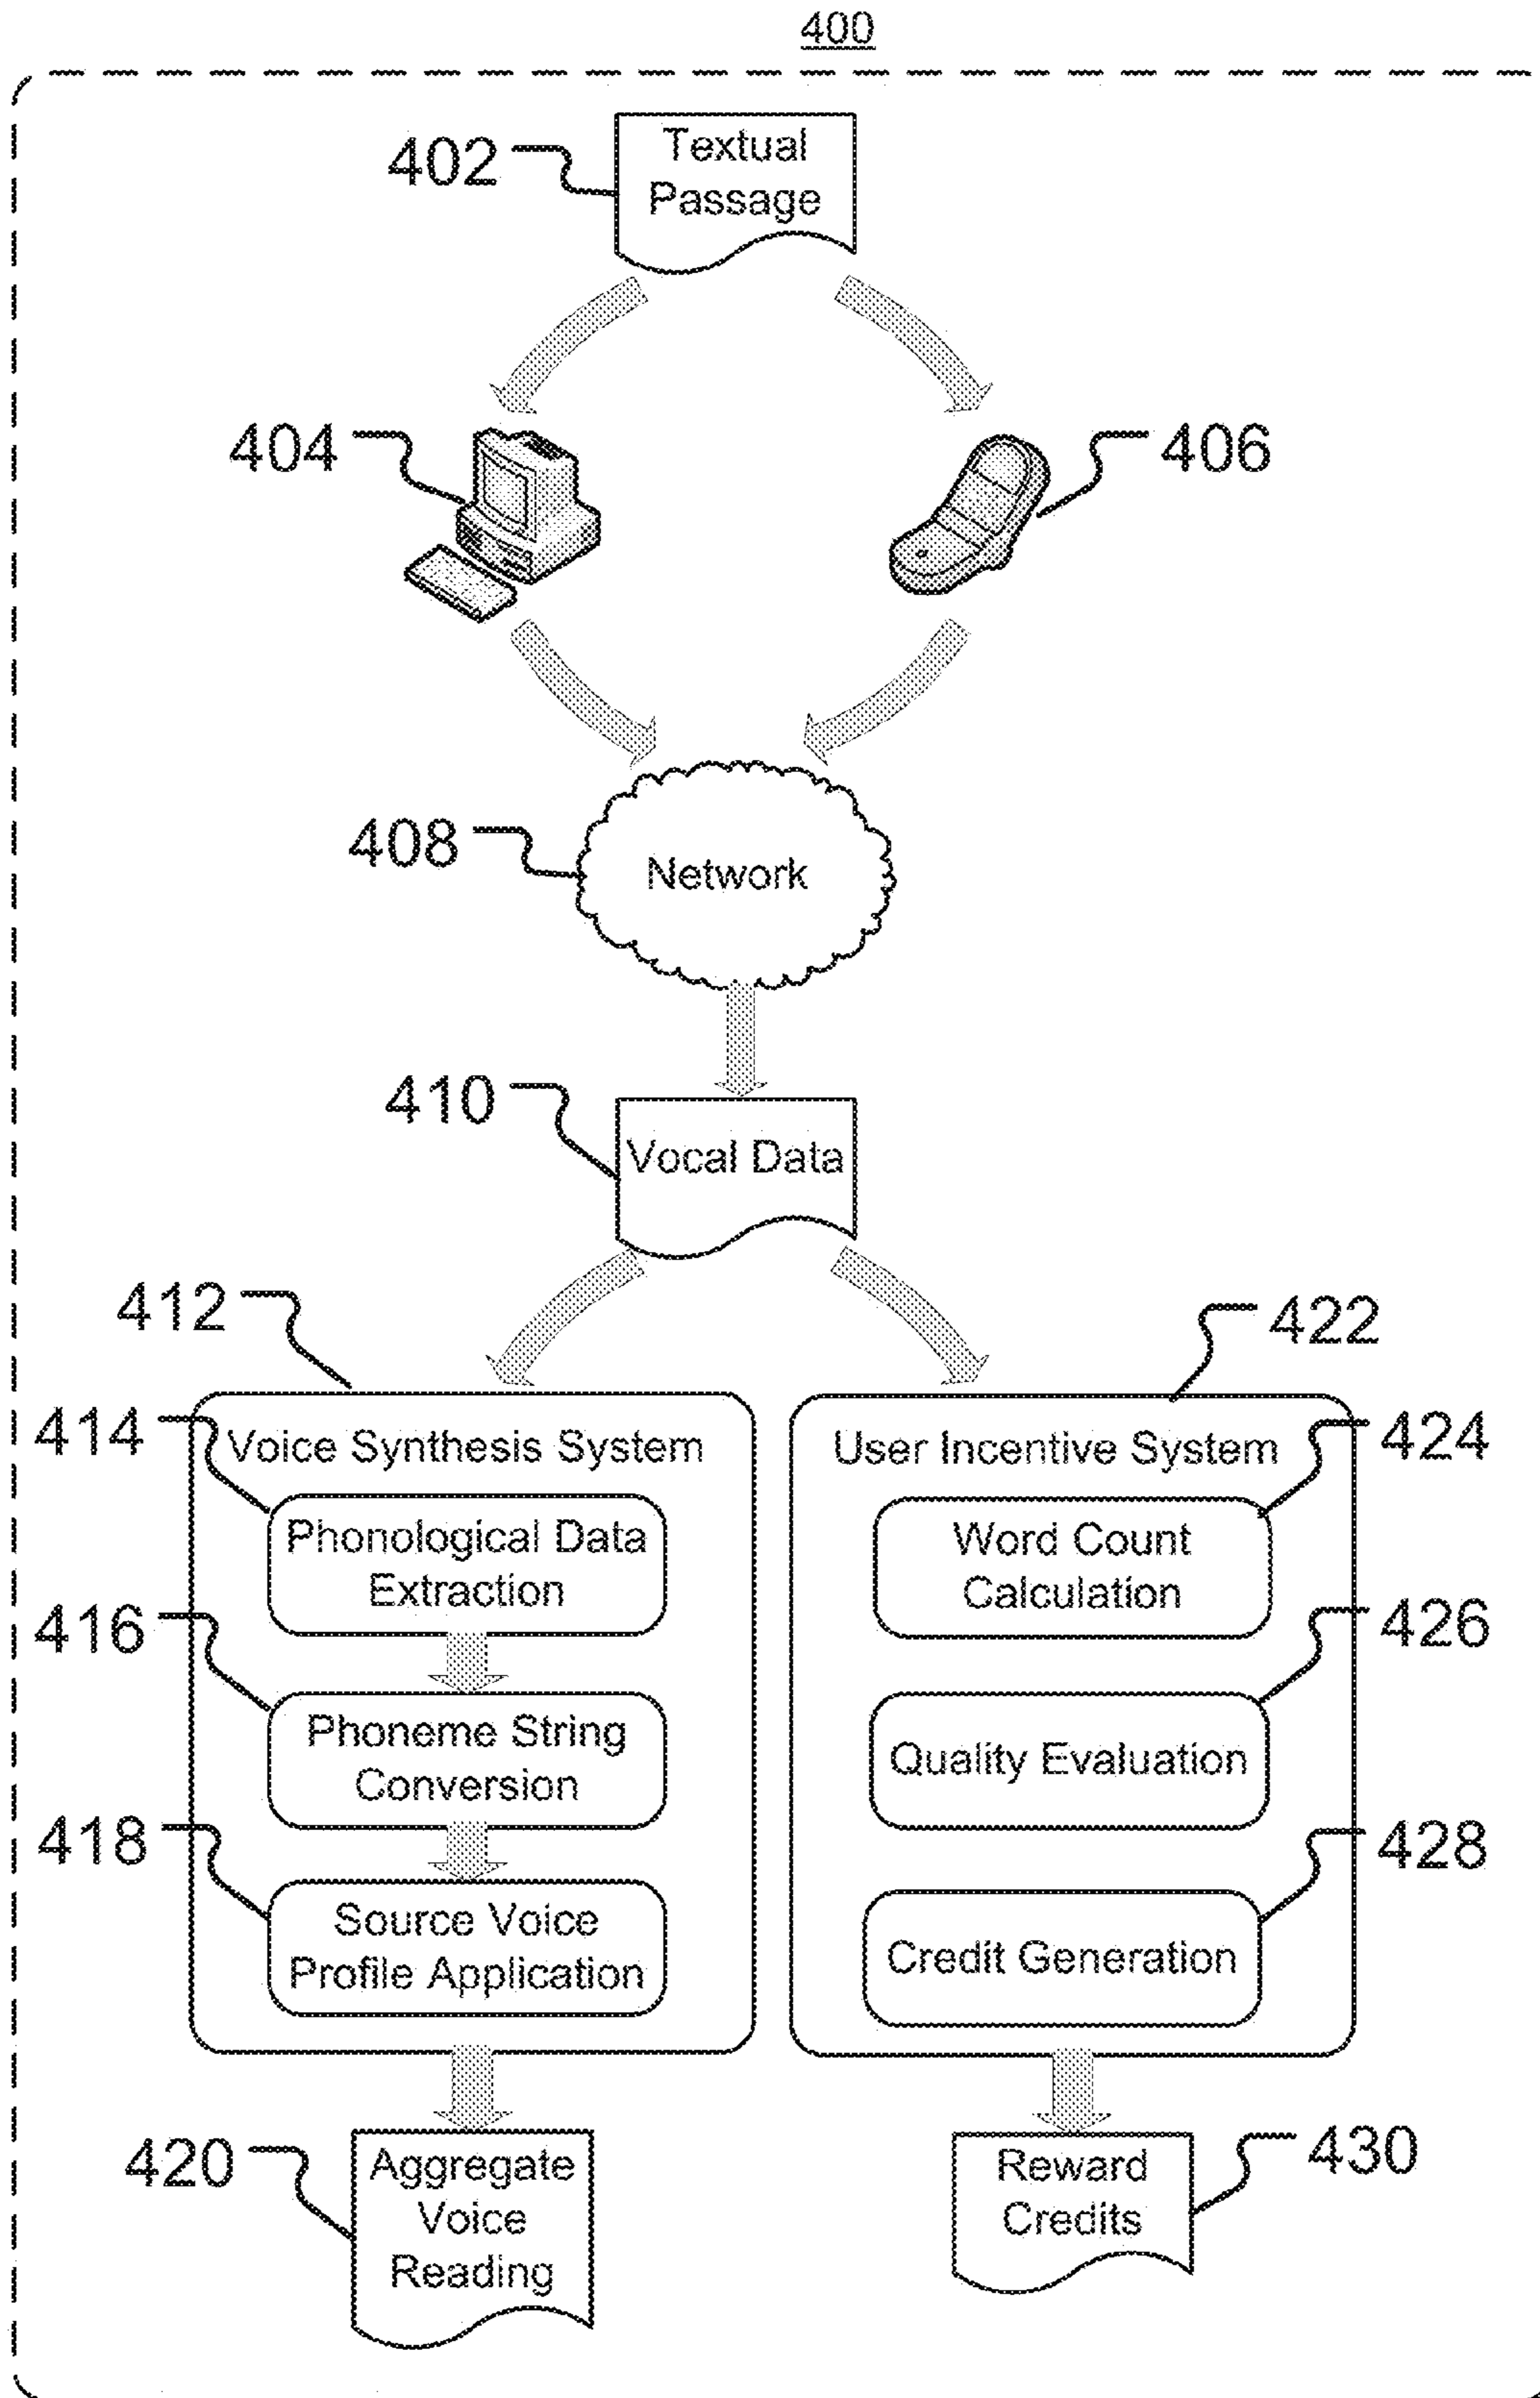 400
402
Textual
Passage
404
406
408
Network
410
Vocal Data
412
422
414
Voice Synthesis System
User Incentive System
424
Phonological Data
Extraction
Word Count
Calculation
416
426
Phoneme String
Conversion
Quality Evaluation
418
428
Source Voice
Profile Application
Credit Generation
420
Aggregate
Voice
Reading
Reward
Credits
430